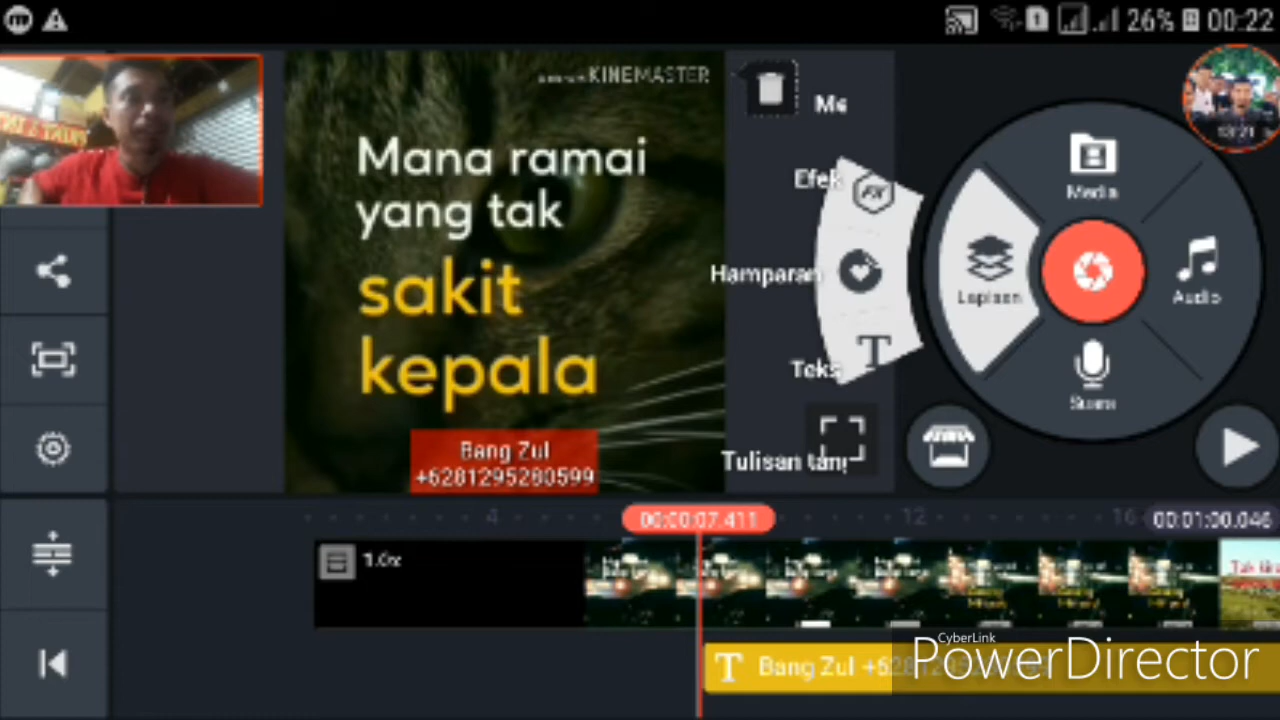 26% 00:22
KINEMASTER
Mana ramai
yang tak
sakit
kepala
Bang Zul
+6281295280599
Me
Efek
Hamparan
Teks
Tulisan tang
Media
Lapisan
Audio
Suara
4
00:00:07.411
12
16
00:01:00.046
1.0x
T Bang Zul
CyberLink
PowerDirector